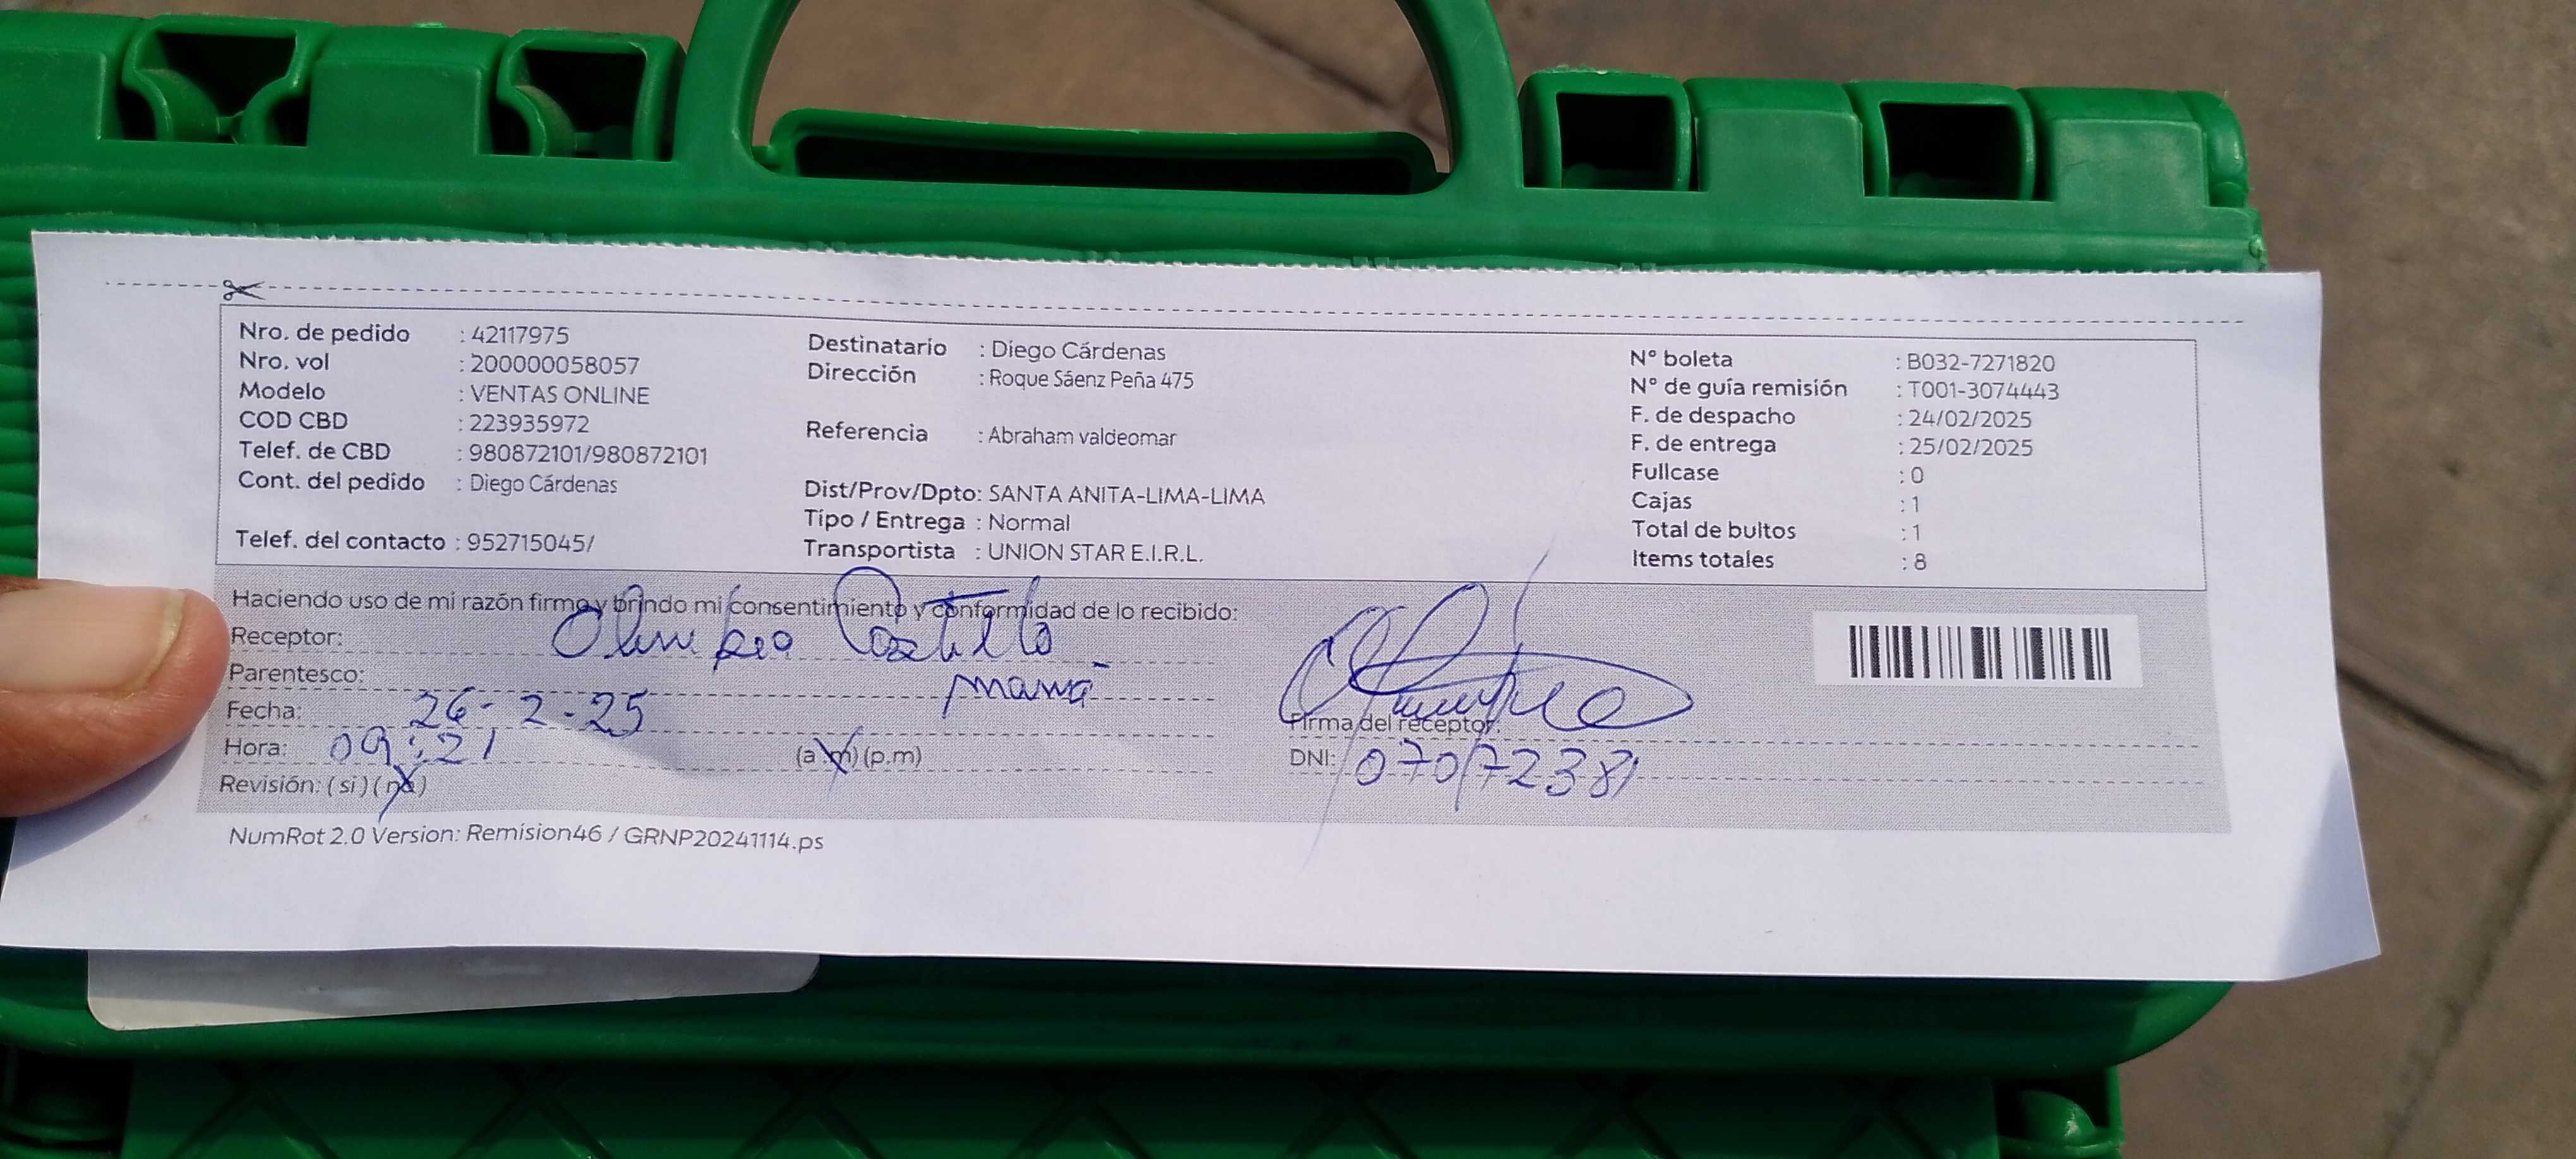 Nro. de pedido : 42117975
Nro. vol : 200000058057
Modelo : VENTAS ONLINE
COD CBD : 223935972
Telef. de CBD : 980872101/980872101
Cont. del pedido : Diego Cárdenas
Telef. del contacto : 952715045/
Destinatario : Diego Cárdenas
Dirección : Roque Sáenz Peña 475
Referencia : Abraham valdeomar
Dist/Prov/Dpto: SANTA ANITA-LIMA-LIMA
Tipo / Entrega : Normal
Transportista : UNION STAR E.I.R.L.
N° boleta : B032-7271820
N° de guía remisión : T001-3074443
F. de despacho : 24/02/2025
F. de entrega : 25/02/2025
Fullcase : 0
Cajas : 1
Total de bultos : 1
Items totales : 8
Haciendo uso de mi razón firmo y brindo mi consentimiento y conformidad de lo recibido:
Receptor: Castillo
Parentesco: mamá
Fecha: 26-2-25
Hora: 09:21 (a.m) (p.m)
Revisión: (si) (no)
Firma del receptor:
DNI: 07072381
NumRot 2.0 Version: Remision46 / GRNP20241114.ps